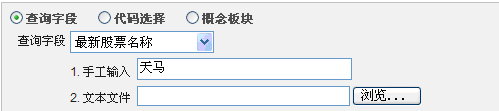 查询字段 代码选择 概念板块
查询字段 最新股票名称
1. 手工输入 天马
2. 文本文件 浏览...